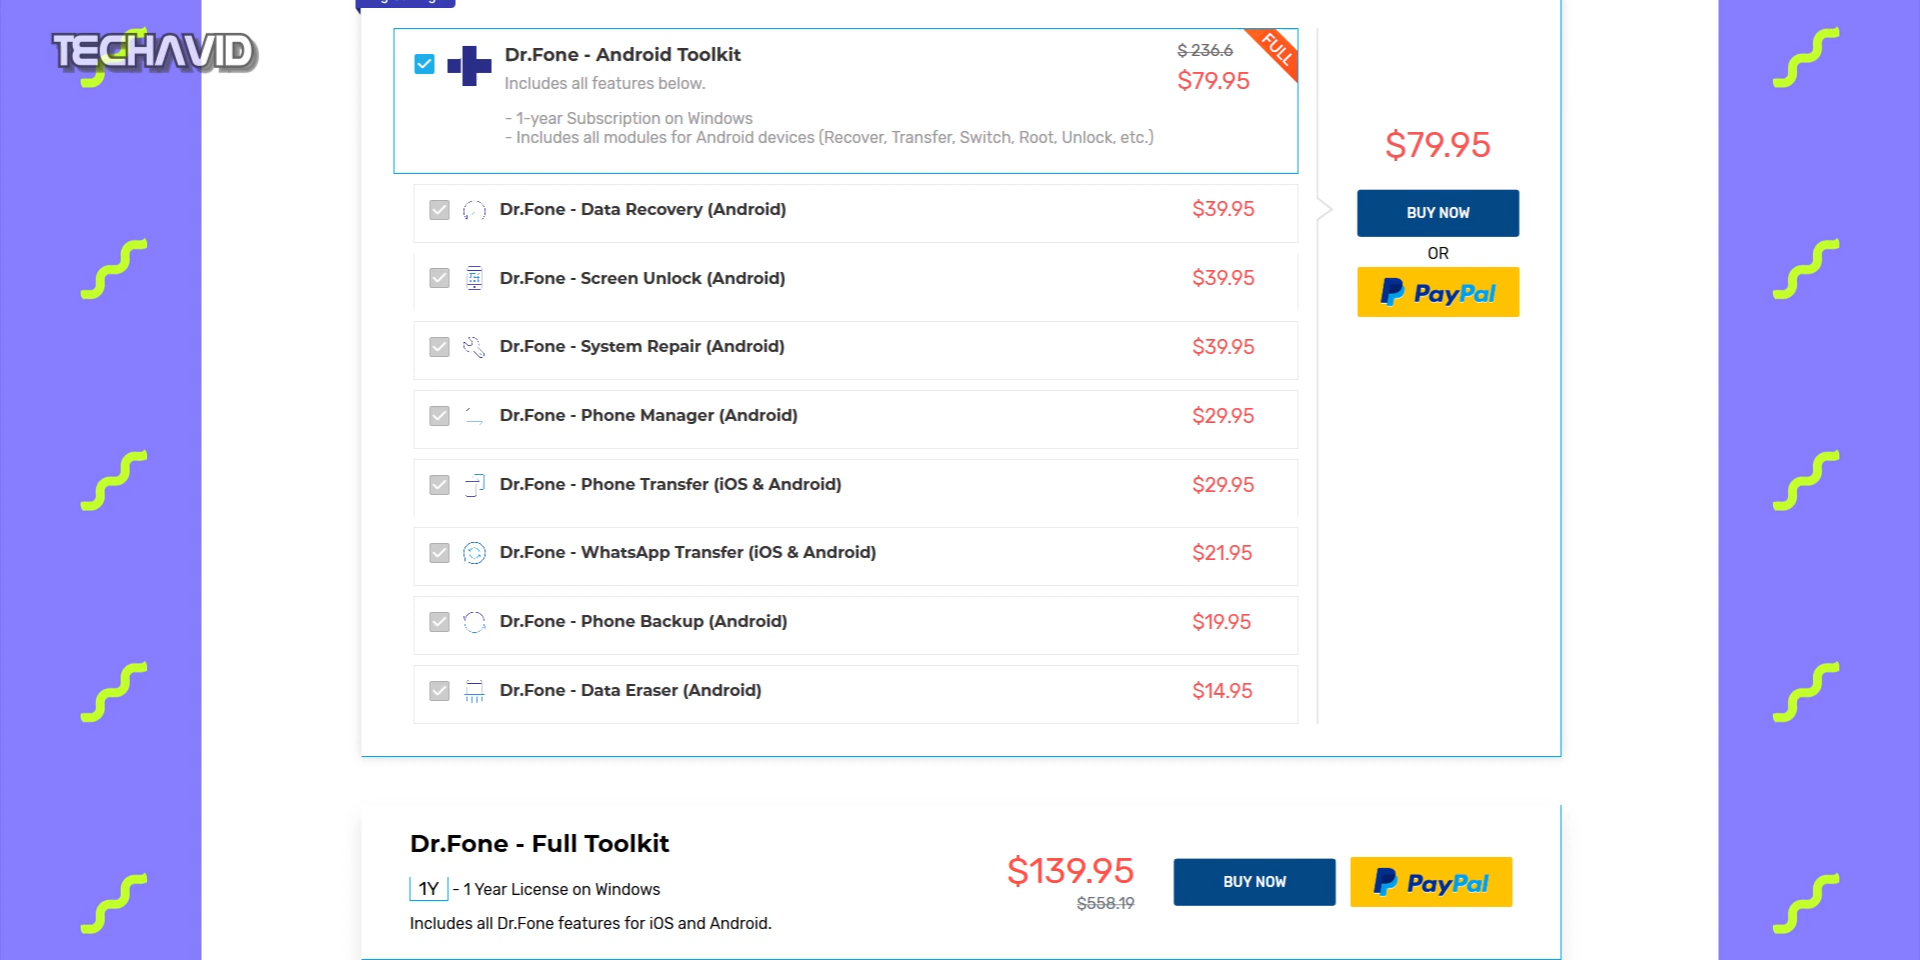 TECHAVID
Dr.Fone - Android Toolkit
Includes all features below.
- 1-year Subscription on Windows
- Includes all modules for Android devices (Recover, Transfer, Switch, Root, Unlock, etc.)
$ 236.6
$79.95
FULL
Dr.Fone - Data Recovery (Android) $39.95
Dr.Fone - Screen Unlock (Android) $39.95
Dr.Fone - System Repair (Android) $39.95
Dr.Fone - Phone Manager (Android) $29.95
Dr.Fone - Phone Transfer (iOS & Android) $29.95
Dr.Fone - WhatsApp Transfer (iOS & Android) $21.95
Dr.Fone - Phone Backup (Android) $19.95
Dr.Fone - Data Eraser (Android) $14.95
$79.95
BUY NOW
OR
PayPal
Dr.Fone - Full Toolkit
1Y - 1 Year License on Windows
Includes all Dr.Fone features for iOS and Android.
$139.95
$558.19
BUY NOW
PayPal